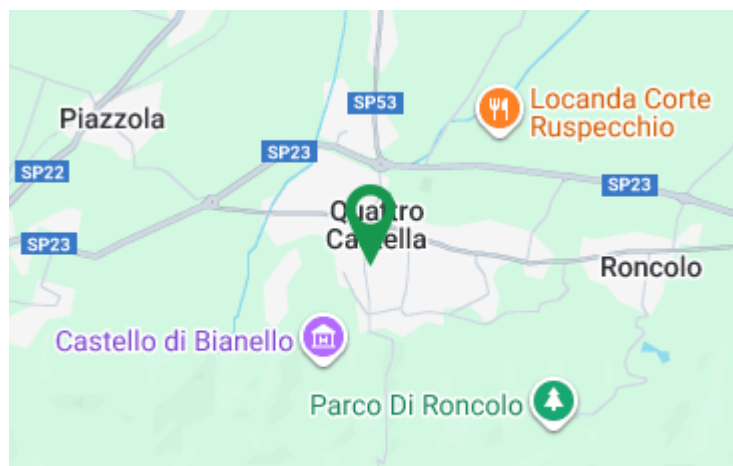 SP53
Locanda Corte
Ruspecchio
Piazzola
SP23
SP22
SP23
Quattro
Castella
SP23
Roncolo
Castello di Bianello
Parco Di Roncolo